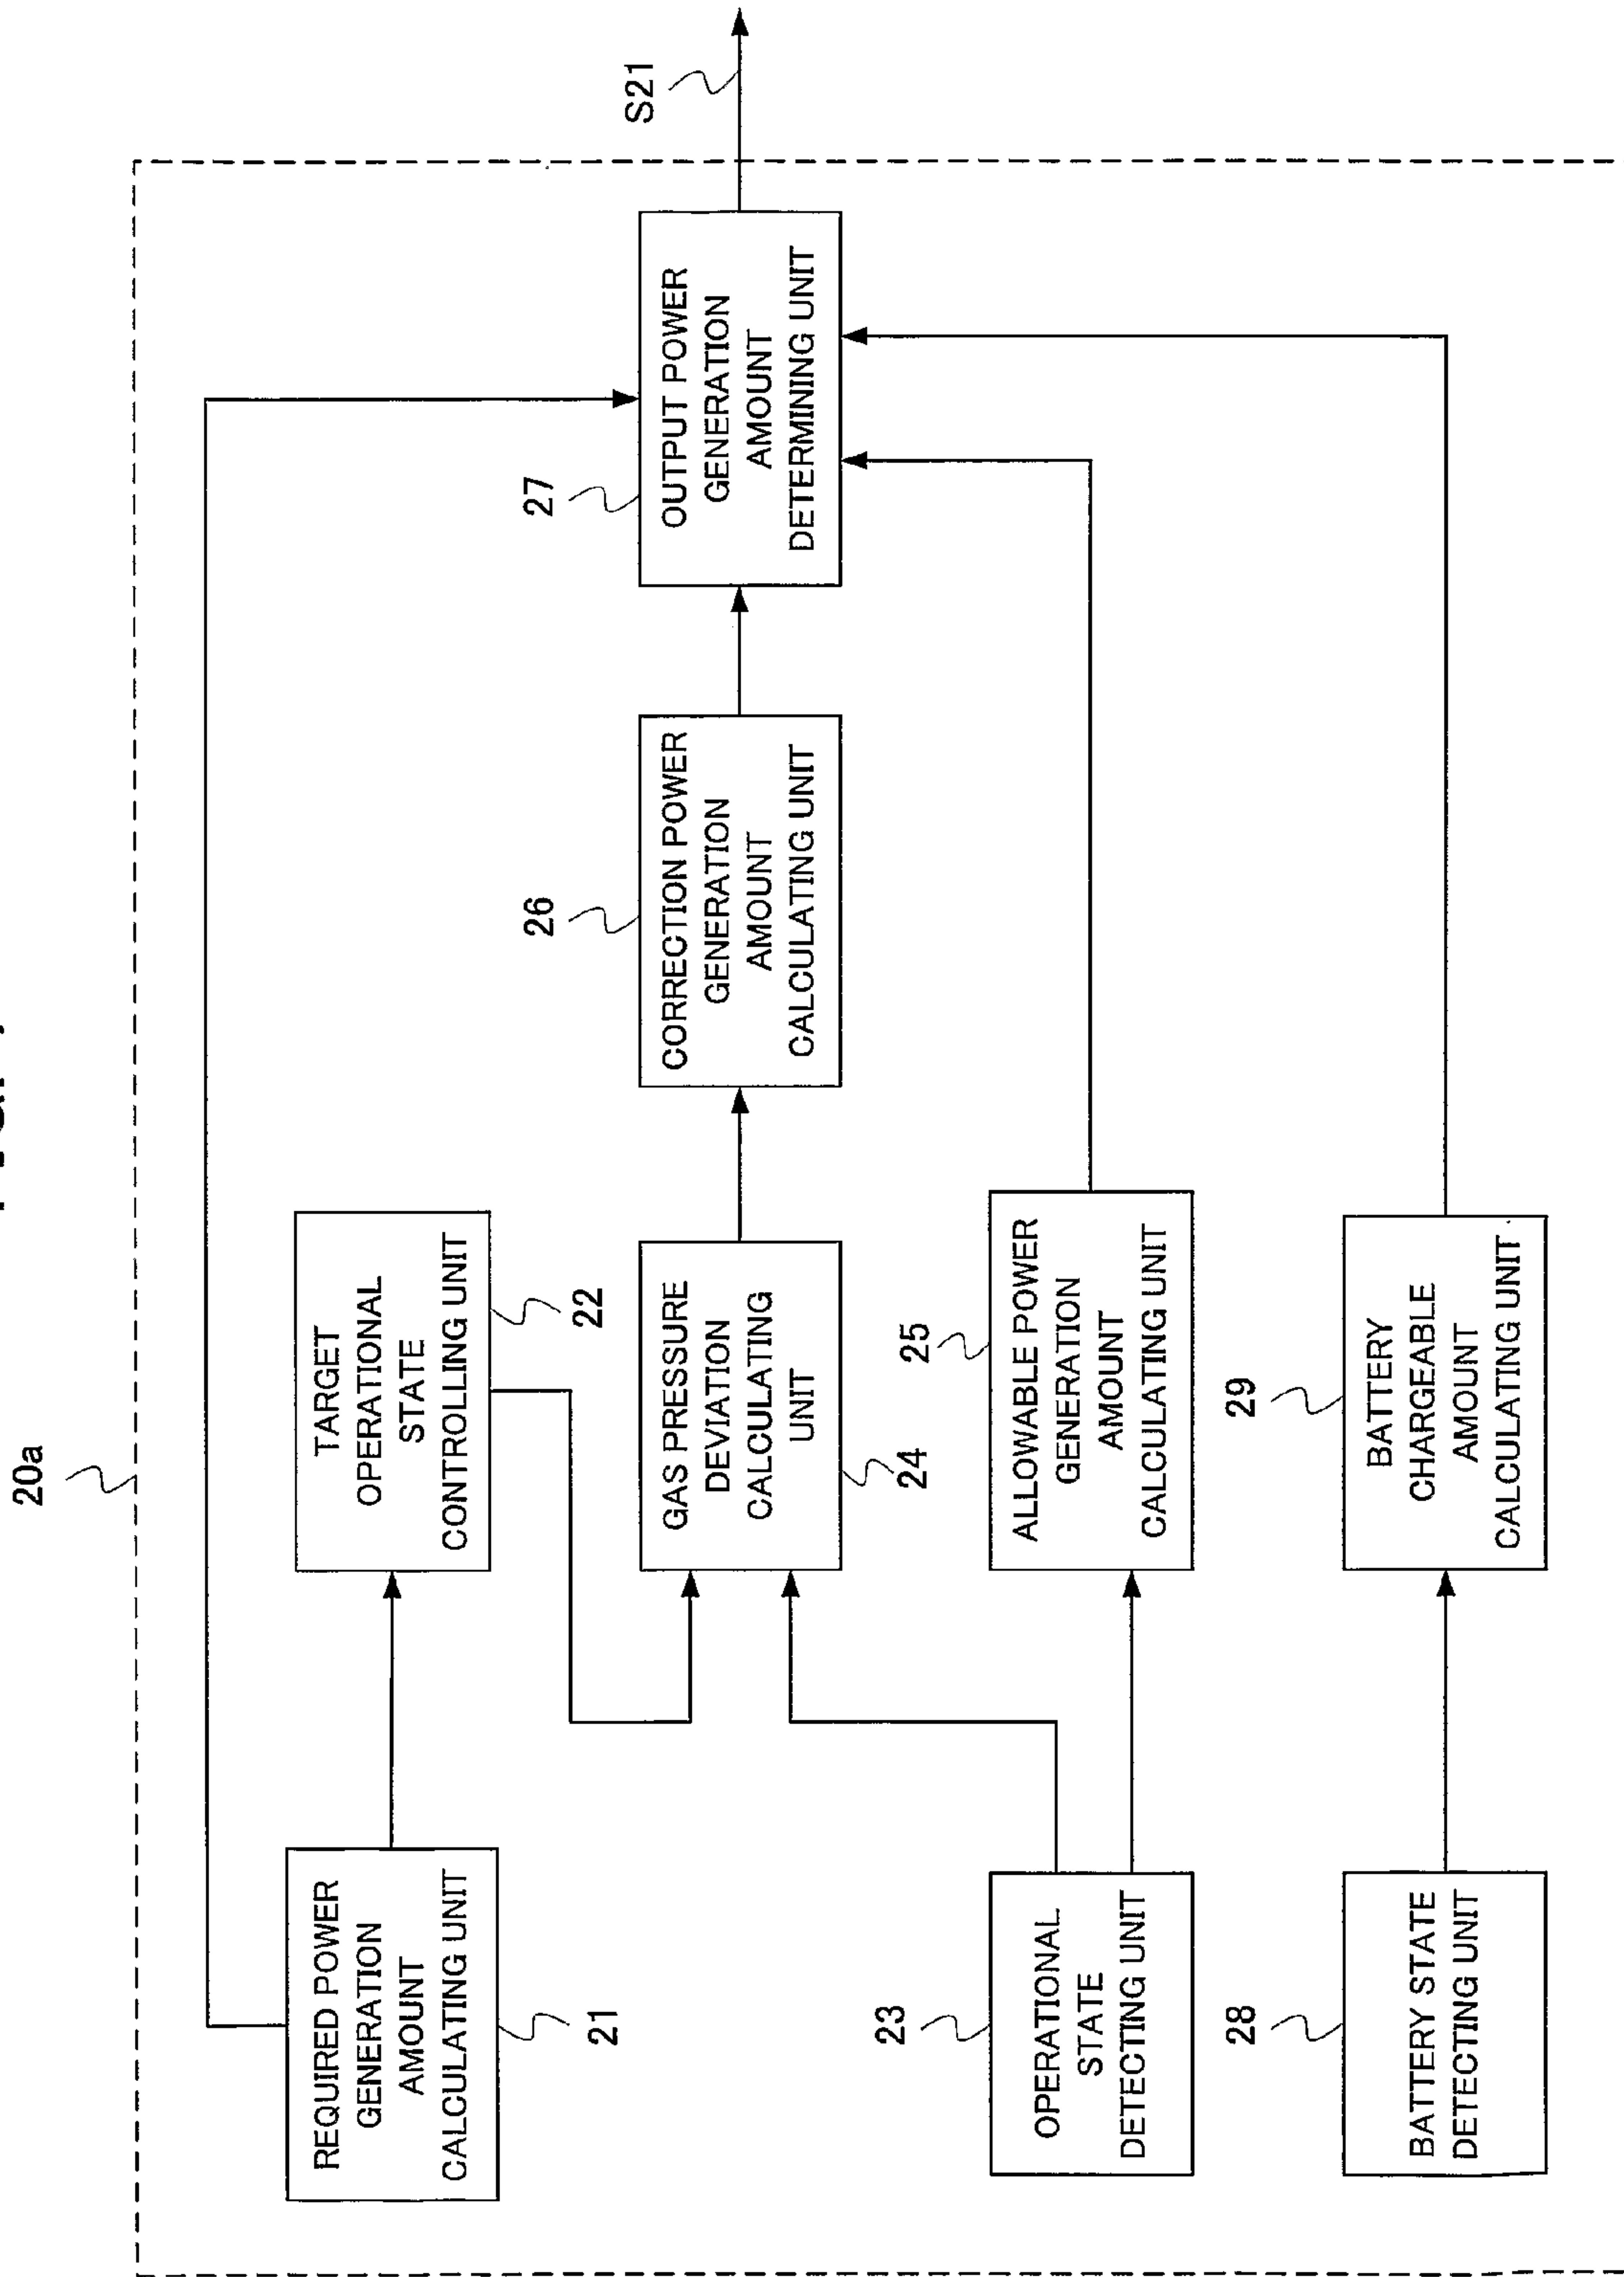 20a
S21
REQUIRED POWER
GENERATION
AMOUNT
CALCULATING UNIT
21
TARGET
OPERATIONAL
STATE
CONTROLLING UNIT
22
GAS PRESSURE
DEVIATION
CALCULATING
UNIT
24
26
CORRECTION POWER
GENERATION
AMOUNT
CALCULATING UNIT
27
OUTPUT POWER
GENERATION
AMOUNT
DETERMINING UNIT
23
OPERATIONAL
STATE
DETECTING UNIT
25
ALLOWABLE POWER
GENERATION
AMOUNT
CALCULATING UNIT
28
BATTERY STATE
DETECTING UNIT
29
BATTERY
CHARGEABLE
AMOUNT
CALCULATING UNIT